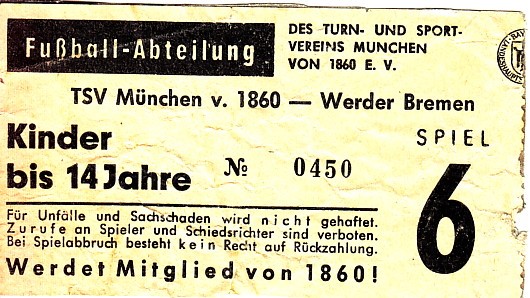 Fußball-Abteilung
DES TURN- UND SPORT-
VEREINS MUNCHEN
VON 1860 E. V.
TSV München v. 1860 — Werder Bremen
Kinder
bis 14 Jahre
№ 0450
SPIEL
6
Für Unfälle und Sachschaden wird nicht gehaftet.
Zurufe an Spieler und Schiedsrichter sind verboten.
Bei Spielabbruch besteht kein Recht auf Rückzahlung.
Werdet Mitglied von 1860!